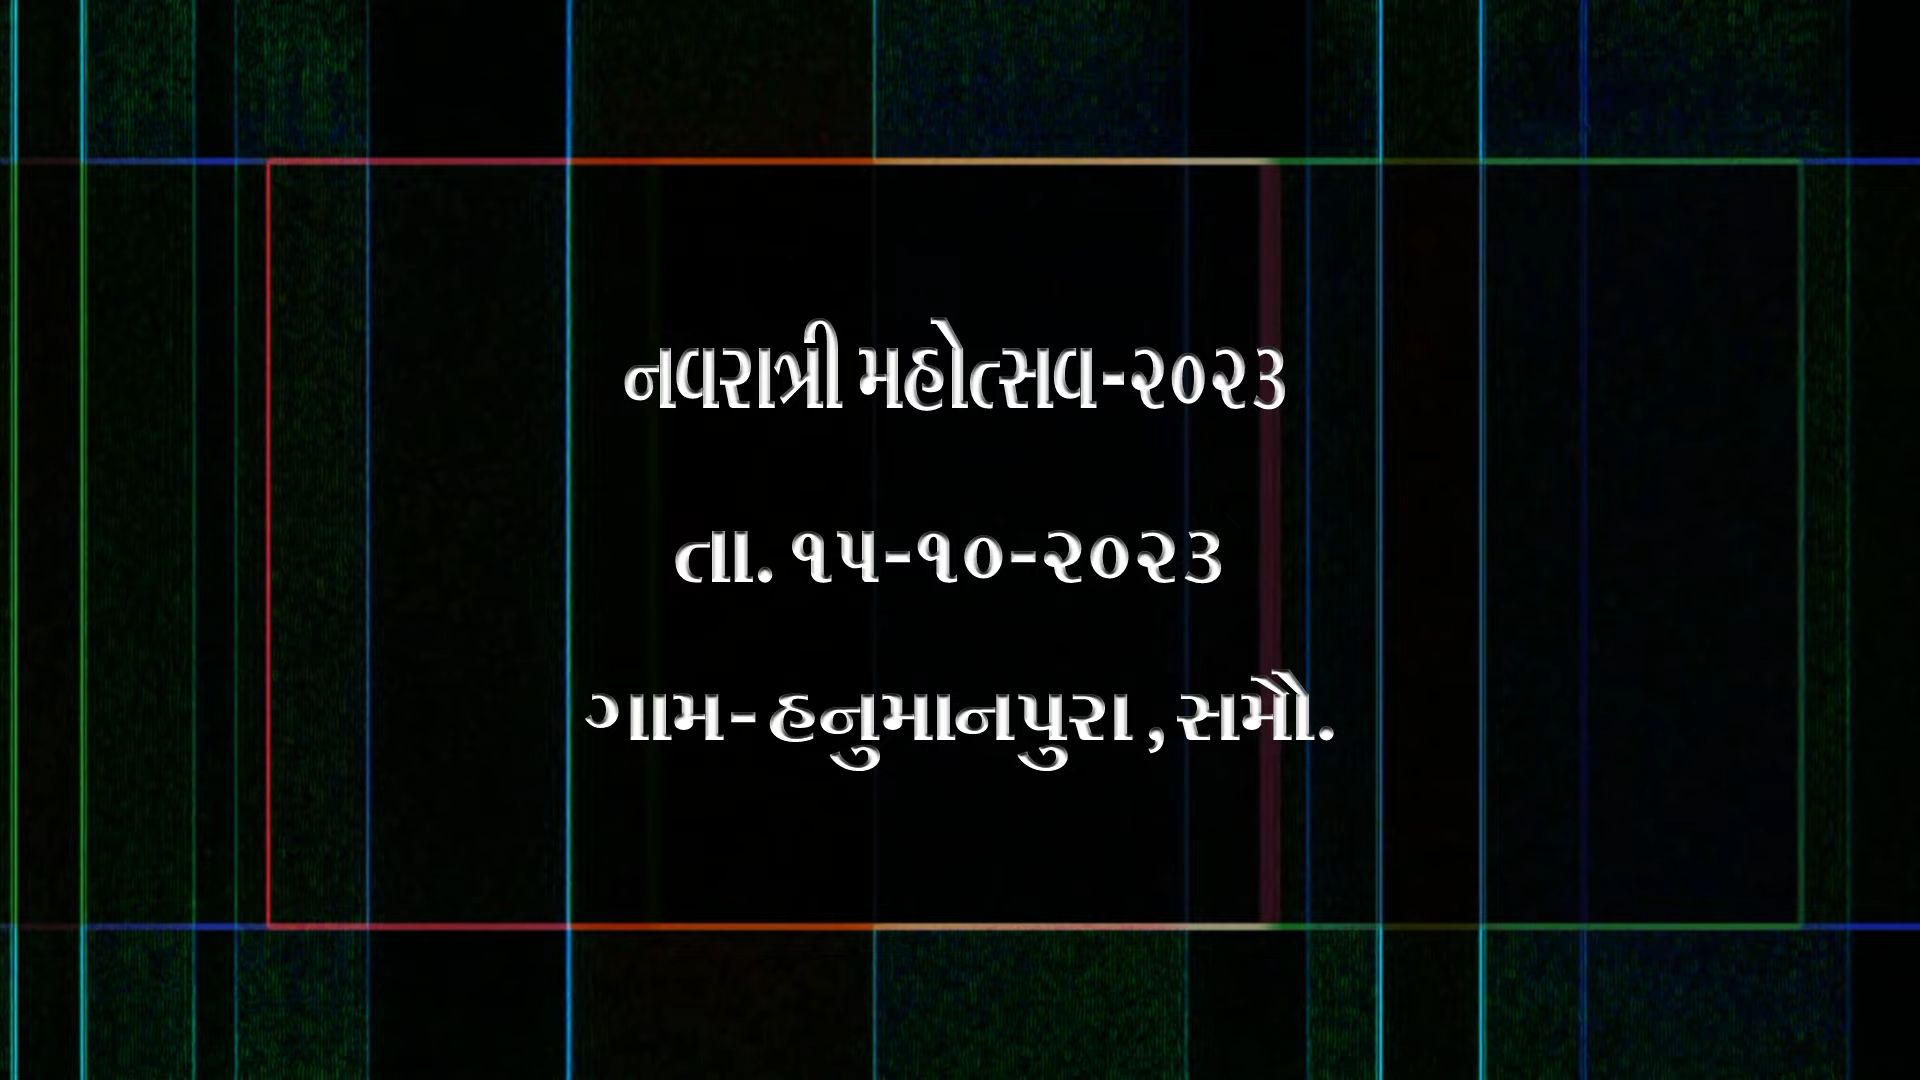 નવરાત્રી મહોત્સવ-૨૦૨૩
તા. ૧૫-૧૦-૨૦૨૩
ગામ- હનુમાનપુરા , સમૌ.